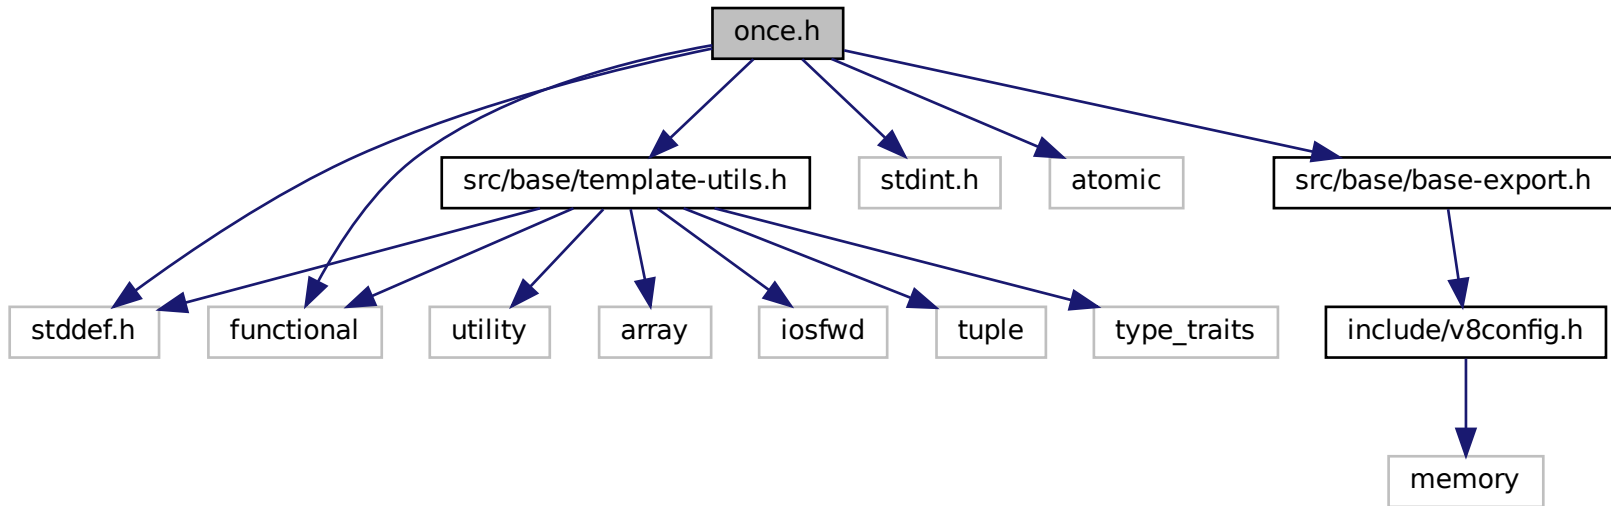 once.h
src/base/template-utils.h
stdint.h
atomic
src/base/base-export.h
stddef.h
functional
utility
array
iosfwd
tuple
type_traits
include/v8config.h
memory